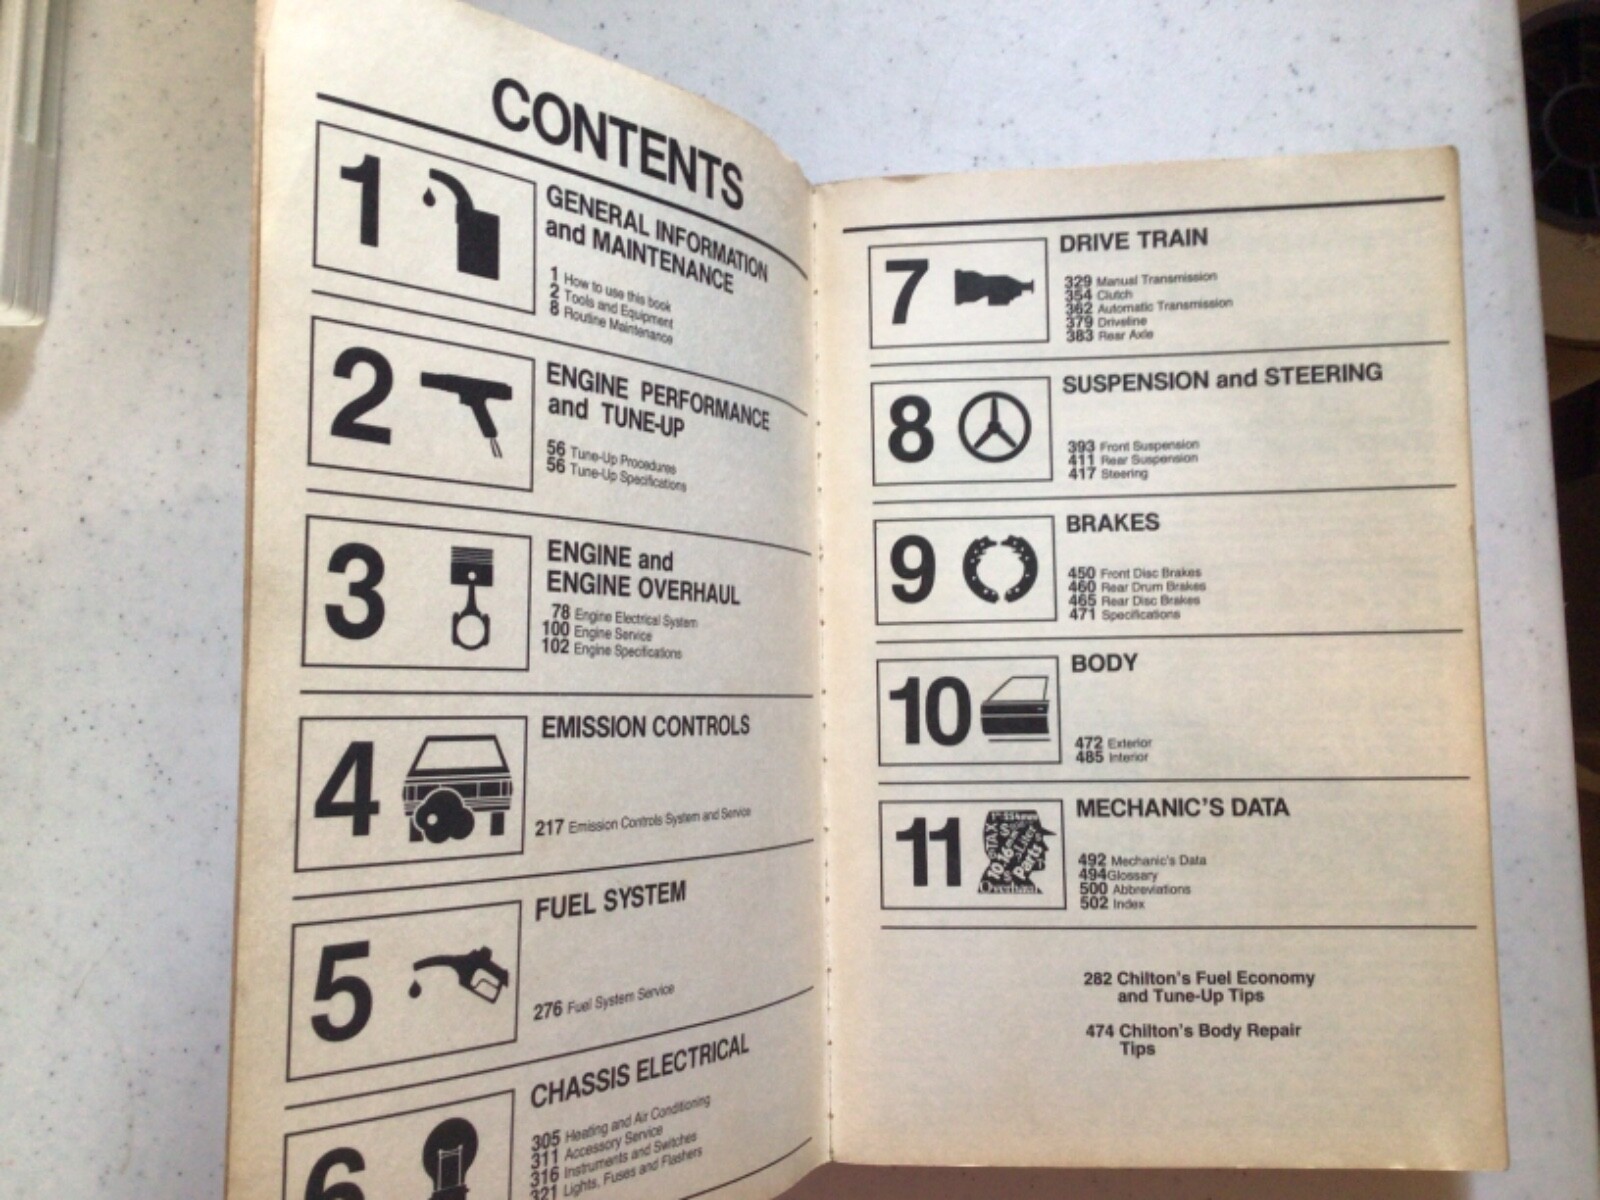 CONTENTS
1
GENERAL INFORMATION
and MAINTENANCE
1 How to use this book
2 Tools and Equipment
8 Routine Maintenance
2
ENGINE PERFORMANCE
and TUNE-UP
56 Tune-Up Procedures
56 Tune-Up Specifications
3
ENGINE and
ENGINE OVERHAUL
78 Engine Electrical System
100 Engine Service
102 Engine Specifications
4
EMISSION CONTROLS
217 Emission Controls System and Service
5
FUEL SYSTEM
276 Fuel System Service
6
CHASSIS ELECTRICAL
305 Heating and Air Conditioning
311 Accessory Service
316 Instruments and Switches
321 Lights, Fuses and Flashers
7
DRIVE TRAIN
329 Manual Transmission
354 Clutch
362 Automatic Transmission
379 Driveline
383 Rear Axle
8
SUSPENSION and STEERING
393 Front Suspension
411 Rear Suspension
417 Steering
9
BRAKES
450 Front Disc Brakes
460 Rear Drum Brakes
465 Rear Disc Brakes
471 Specifications
10
BODY
472 Exterior
485 Interior
11
MECHANIC'S DATA
492 Mechanic's Data
494Glossary
500 Abbreviations
502 Index
282 Chilton's Fuel Economy
and Tune-Up Tips
474 Chilton's Body Repair
Tips